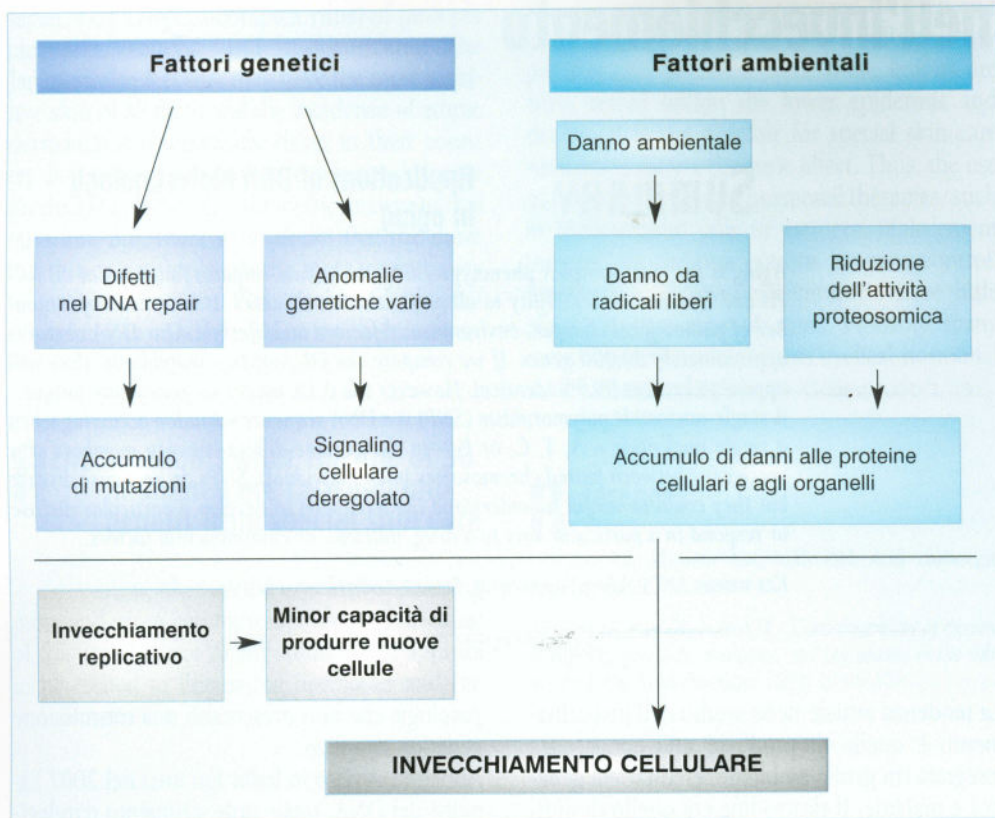 Fattori genetici
Fattori ambientali
Danno ambientale
Difetti
nel DNA repair
Anomalie
genetiche varie
Danno da
radicali liberi
Riduzione
dell'attività
proteosomica
Accumulo
di mutazioni
Signaling
cellulare
deregolato
Accumulo di danni alle proteine
cellulari e agli organelli
Invecchiamento
replicativo
Minor capacità di
produrre nuove
cellule
INVECCHIAMENTO CELLULARE